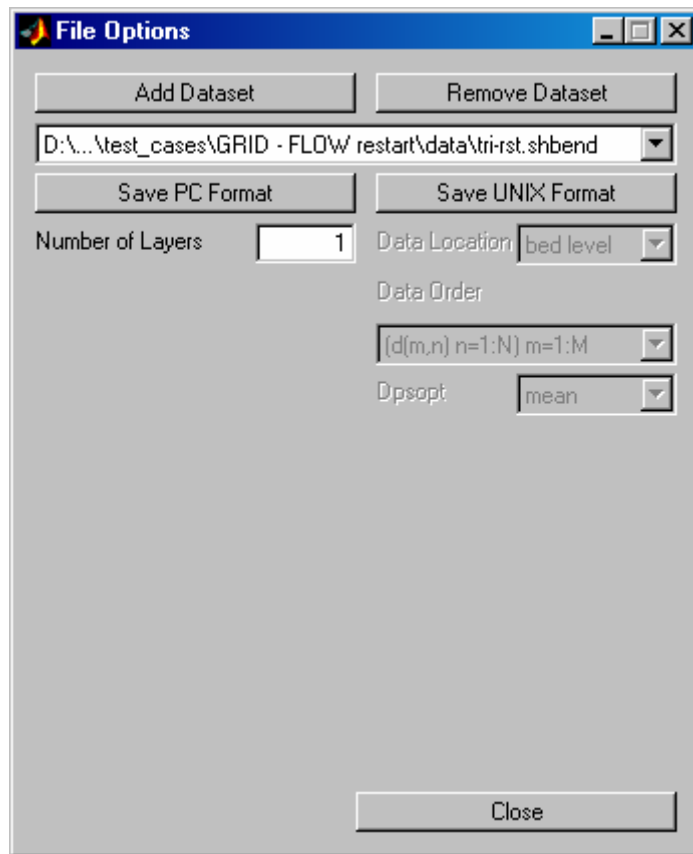 File Options
Add Dataset
Remove Dataset
D:\...\test_cases\GRID - FLOW restart\data\tri-rst.shbend
Save PC Format
Save UNIX Format
Number of Layers
1
Data Location
bed level
Data Order
(d(m,n) n=1:N) m=1:M
Dpsopt
mean
Close